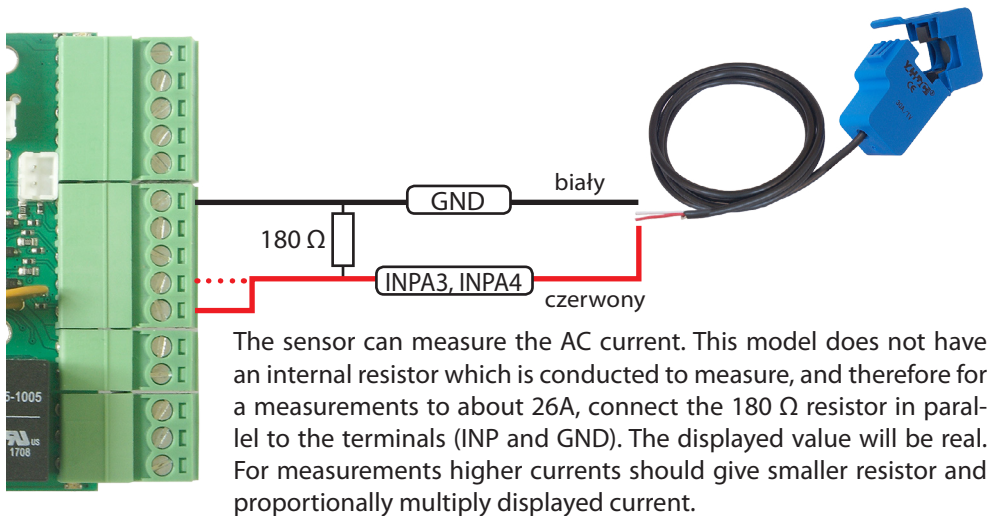 biały
GND
180 Ω
INPA3, INPA4
czerwony
The sensor can measure the AC current. This model does not have
an internal resistor which is conducted to measure, and therefore for
a measurements to about 26A, connect the 180 Ω resistor in paral-
lel to the terminals (INP and GND). The displayed value will be real.
For measurements higher currents should give smaller resistor and
proportionally multiply displayed current.
5-1005
US
1708
CE